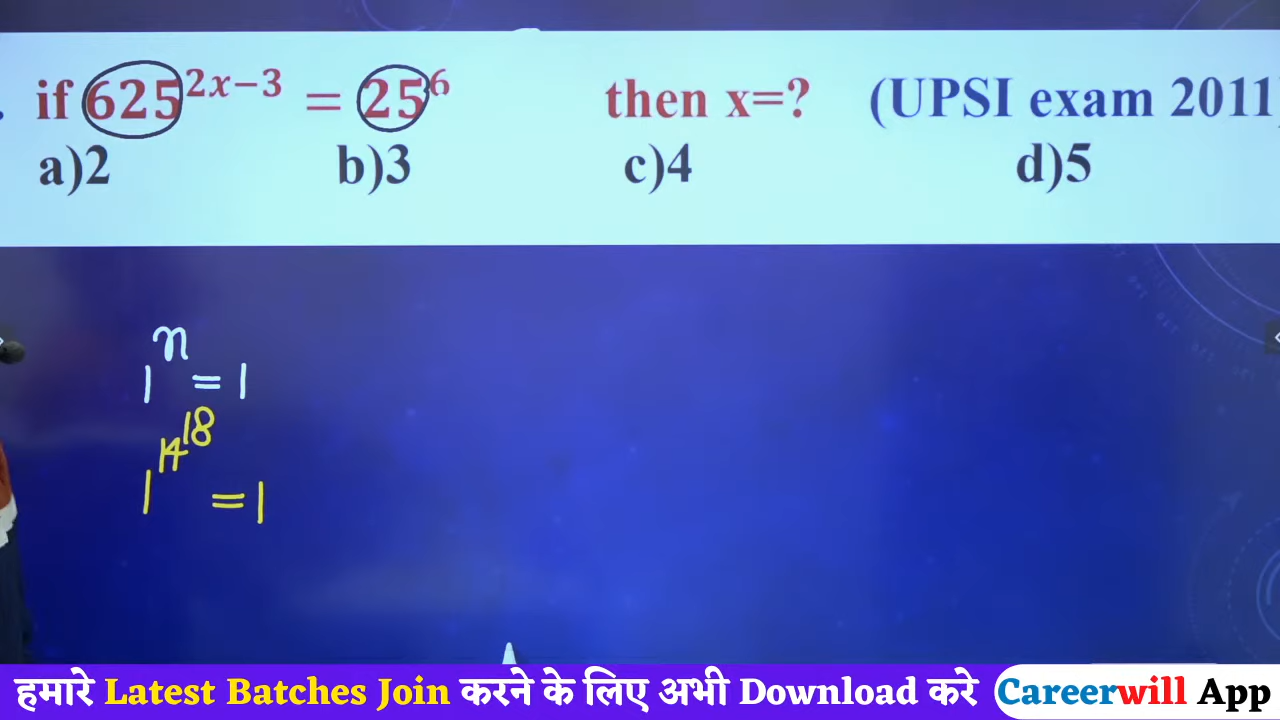 . if 625^{2x-3} = 25^6 then x=? (UPSI exam 2011)
a)2 b)3 c)4 d)5
1^n = 1
1^{14^{18}} = 1
हमारे Latest Batches Join करने के लिए अभी Download करे Careerwill App